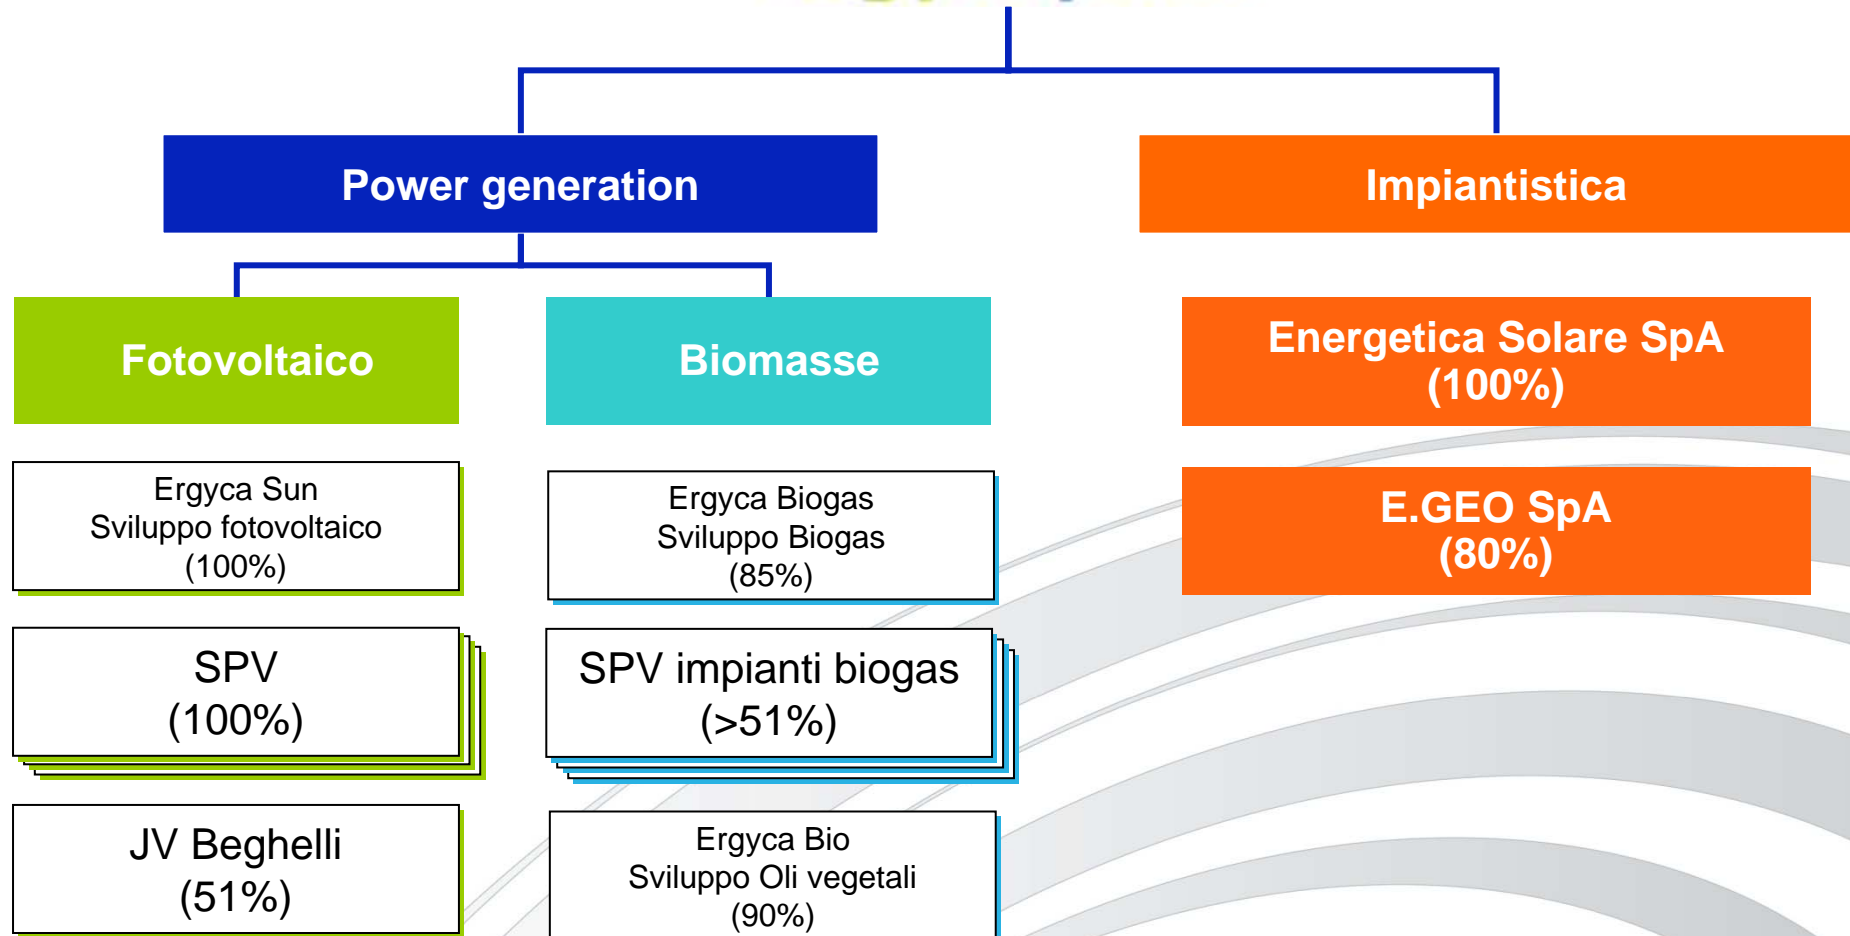 Power generation
Impiantistica
Fotovoltaico
Biomasse
Energetica Solare SpA
(100%)
Ergyca Sun
Sviluppo fotovoltaico
(100%)
Ergyca Biogas
Sviluppo Biogas
(85%)
E.GEO SpA
(80%)
SPV
(100%)
SPV impianti biogas
(>51%)
JV Beghelli
(51%)
Ergyca Bio
Sviluppo Oli vegetali
(90%)